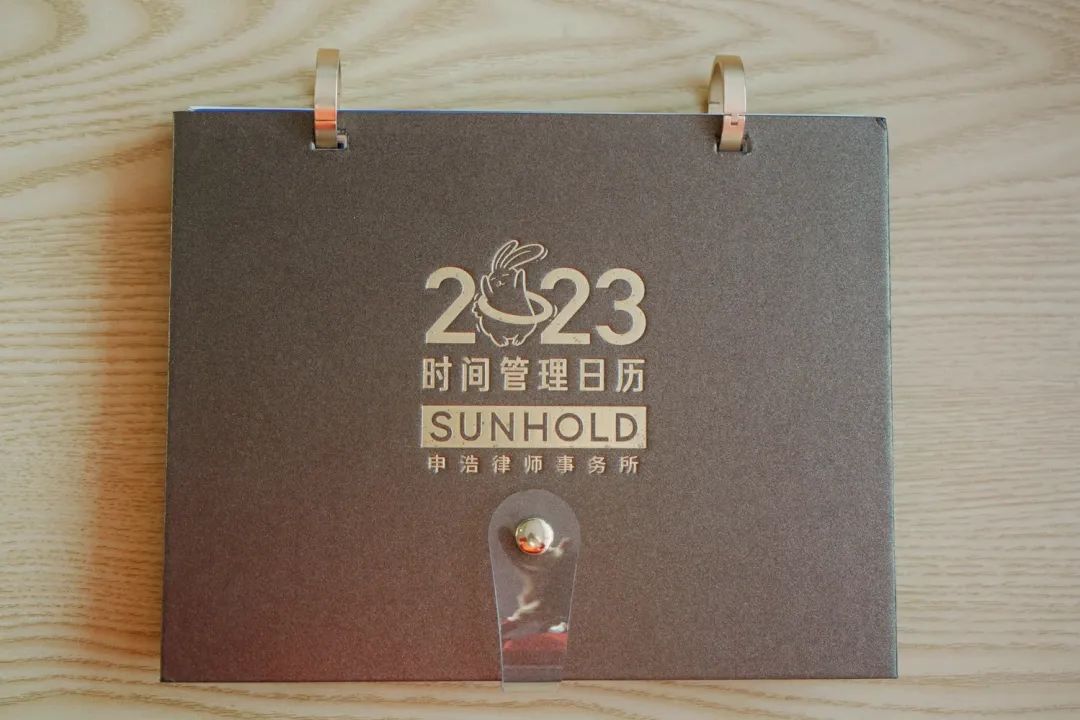 2023
时间管理日历
SUNHOLD
申浩律师事务所